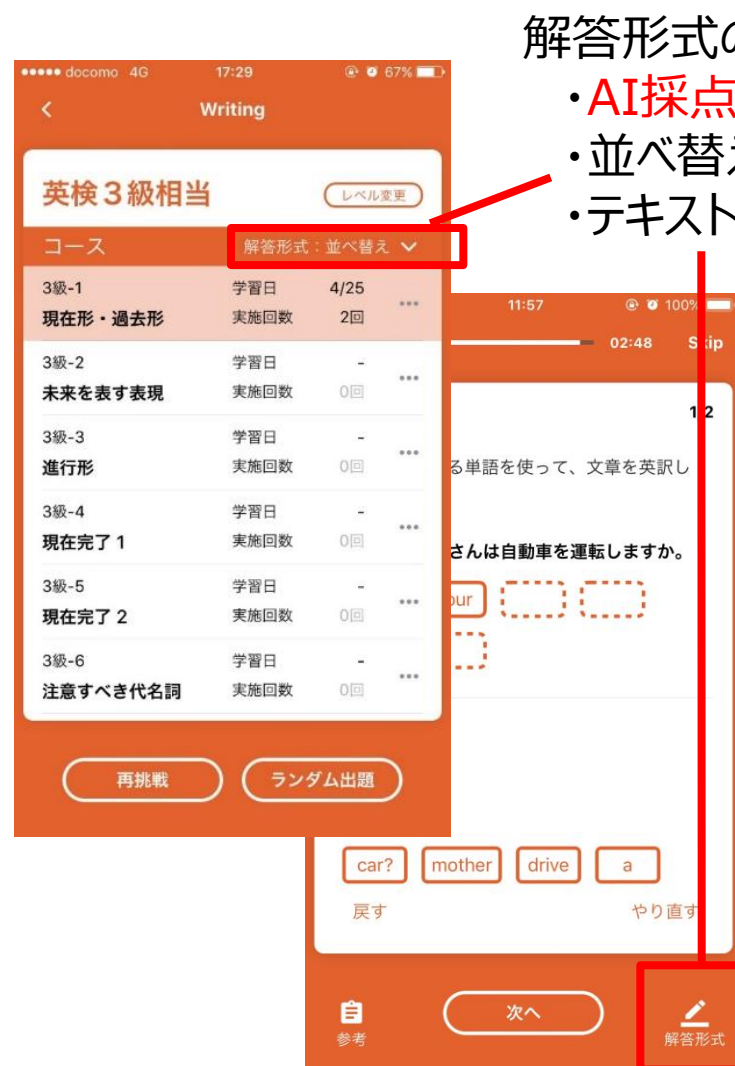 解答形式の
・AI採点
・並べ替え
・テキスト
docomo 4G 17:29 67%
Writing
英検３級相当 レベル変更
コース 解答形式：並べ替え
3級-1 学習日 4/25
現在形・過去形 実施回数 2回
3級-2 学習日 -
未来を表す表現 実施回数 0回
3級-3 学習日 -
進行形 実施回数 0回
3級-4 学習日 -
現在完了 1 実施回数 0回
3級-5 学習日 -
現在完了 2 実施回数 0回
3級-6 学習日 -
注意すべき代名詞 実施回数 0回
再挑戦 ランダム出題
11:57 100%
02:48 Skip
る単語を使って、文章を英訳し
さんは自動車を運転しますか。
our
car? mother drive a
戻す やり直す
参考 次へ 解答形式